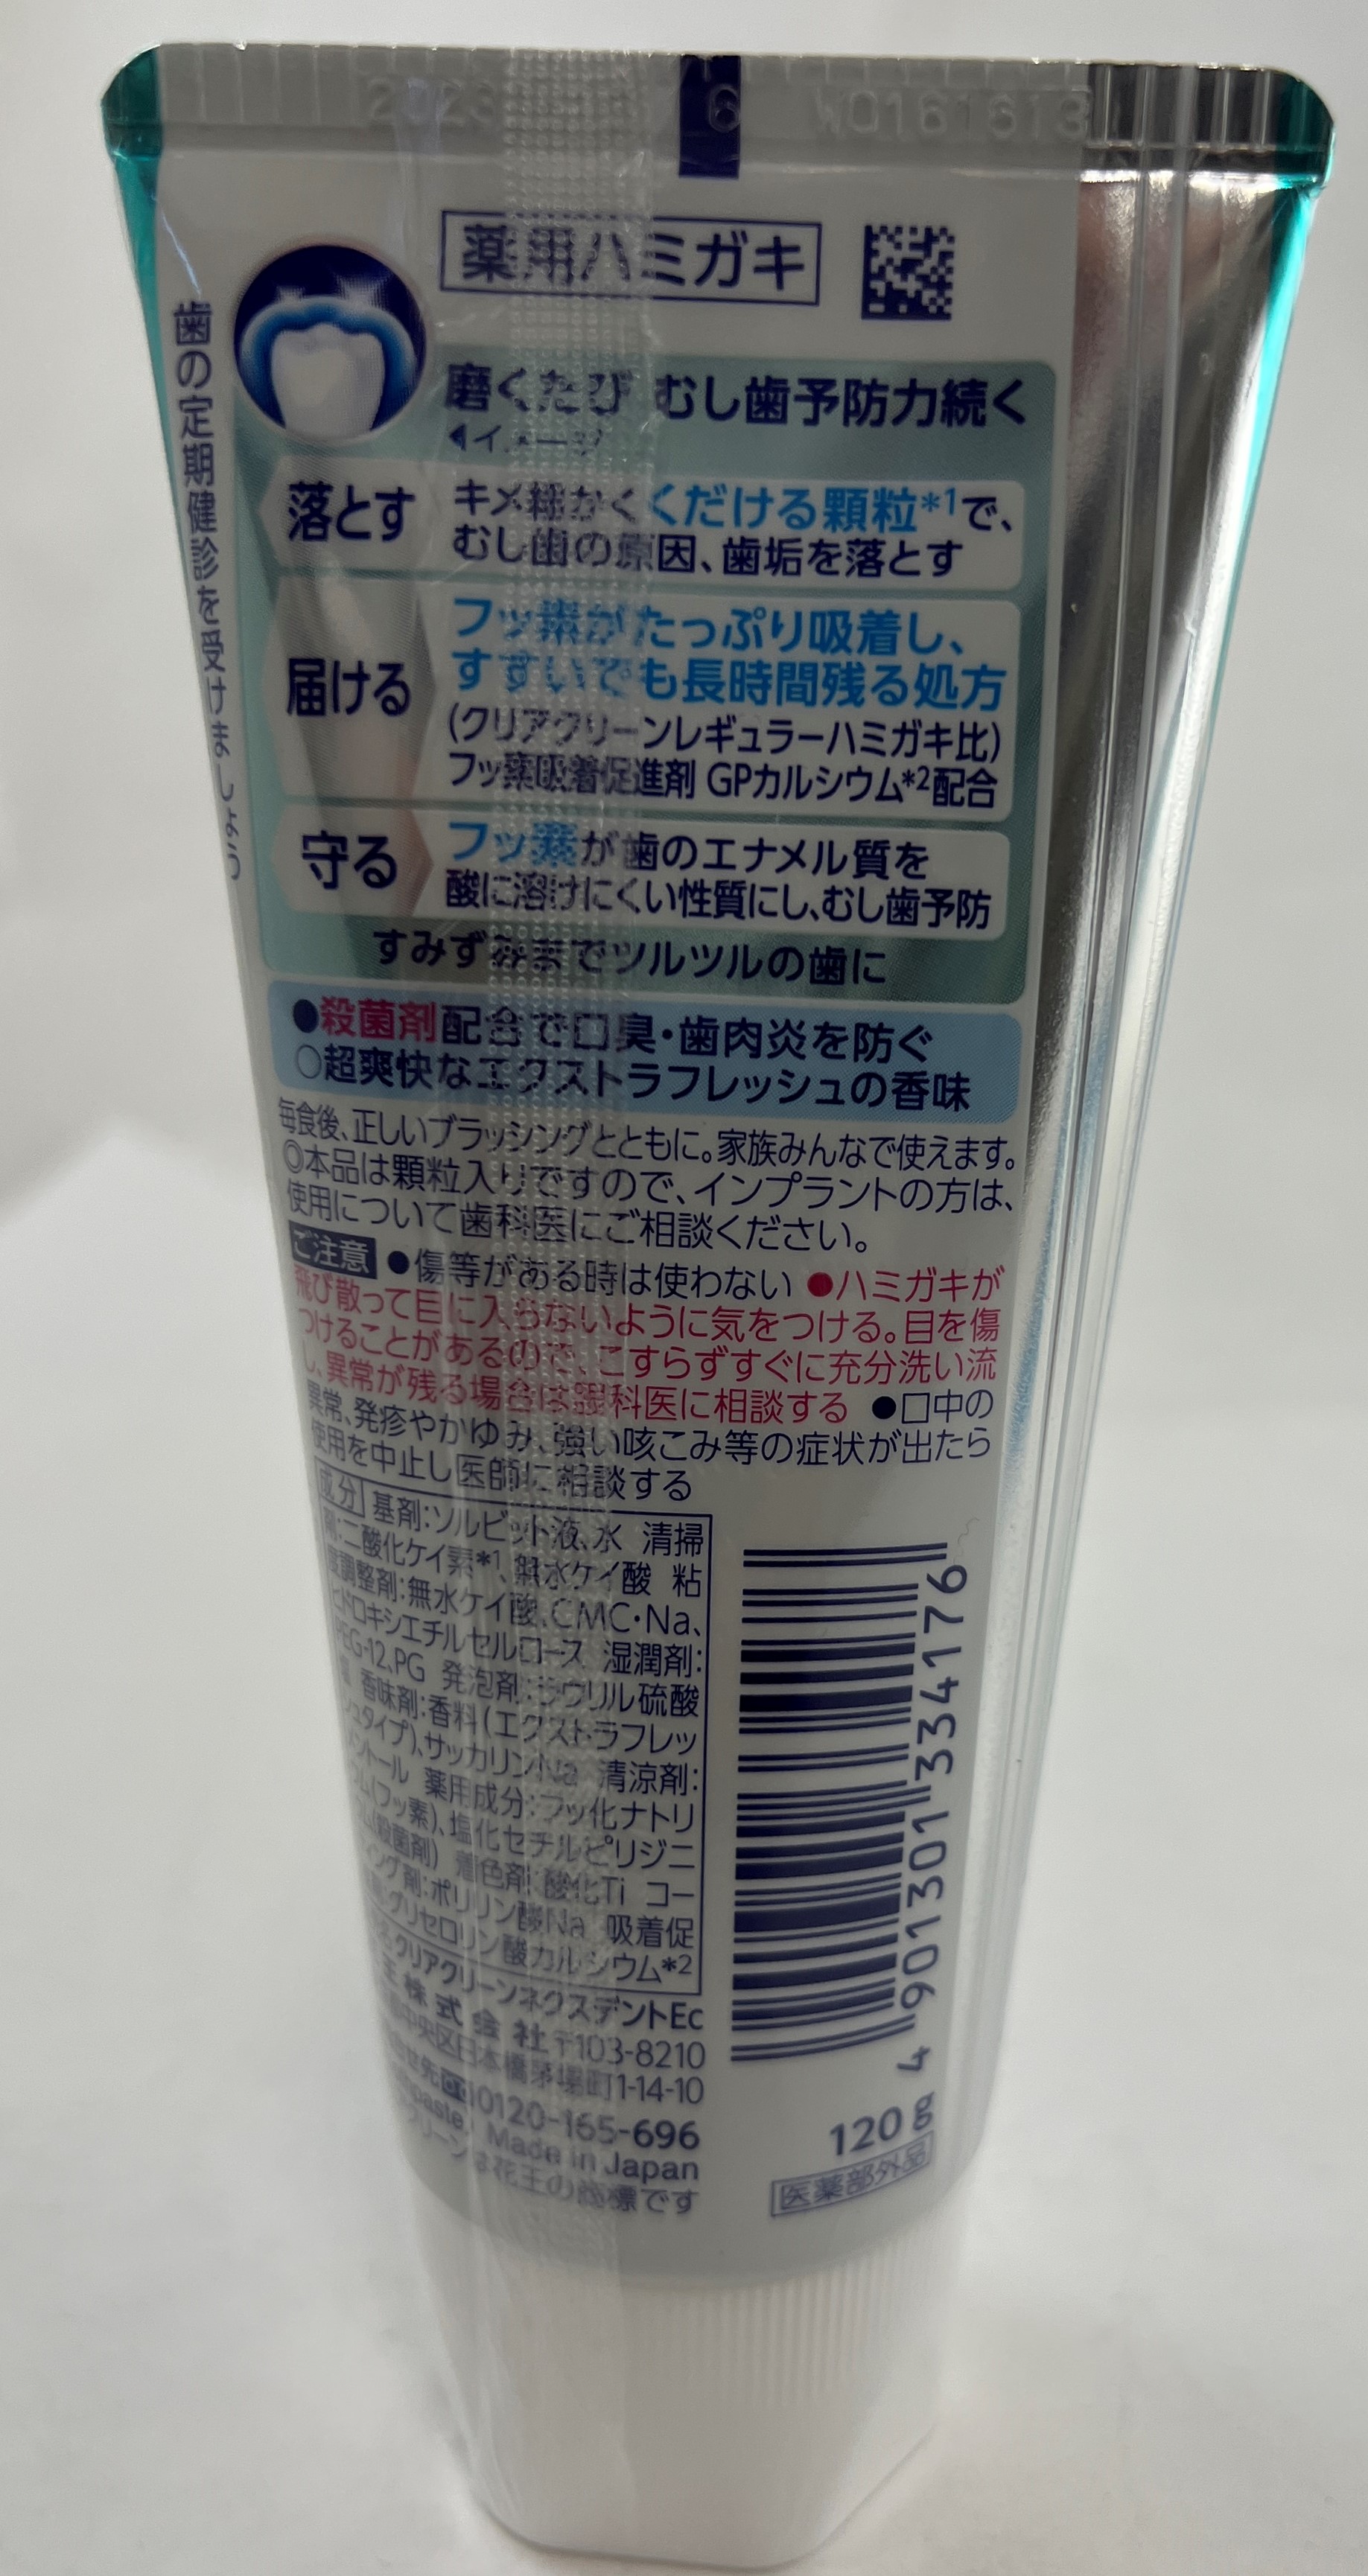 2023 6 WQ161613
薬用ハミガキ
歯の定期健診を受けましょう
磨くたび むし歯予防力続く
◀イメージ
落とす
キメ細かくくだける顆粒*1で、
むし歯の原因、歯垢を落とす
届ける
フッ素がたっぷり吸着し、
すすいでも長時間残る処方
(クリアクリーンレギュラーハミガキ比)
フッ素吸着促進剤 GPカルシウム*2配合
守る
フッ素が歯のエナメル質を
酸に溶けにくい性質にし、むし歯予防
すみずみまでツルツルの歯に
●殺菌剤配合で口臭・歯肉炎を防ぐ
○超爽快なエクストラフレッシュの香味
毎食後、正しいブラッシングとともに。家族みんなで使えます。
◎本品は顆粒入りですので、インプラントの方は、
使用について歯科医にご相談ください。
ご注意 ●傷等がある時は使わない ●ハミガキが
飛び散って目に入らないように気をつける。目を傷
つけることがあるので、こすらずすぐに充分洗い流
し、異常が残る場合は眼科医に相談する ●口中の
異常、発疹やかゆみ、強い咳こみ等の症状が出たら
使用を中止し医師に相談する
成分 基剤:ソルビット液、水 清掃
剤:二酸化ケイ素*1、無水ケイ酸 粘
度調整剤:無水ケイ酸、CMC・Na、
ヒドロキシエチルセルロース 湿潤剤:
PEG-12、PG 発泡剤:ラウリル硫酸
塩 香味剤:香料(エクストラフレッ
シュタイプ)、サッカリンNa 清涼剤:
メントール 薬用成分:フッ化ナトリ
ウム(フッ素)、塩化セチルピリジニ
ウム(殺菌剤) 着色剤:酸化Ti コー
ィング剤:ポリリン酸Na 吸着促
剤:グリセロリン酸カルシウム*2
名 クリアクリーンネクスデントEc
王株式会社 〒103-8210
中央区日本橋茅場町1-14-10
せ先 0120-165-696
paste / Made in Japan
クリーンは花王の商標です
4 901301 334176
120g
医薬部外品